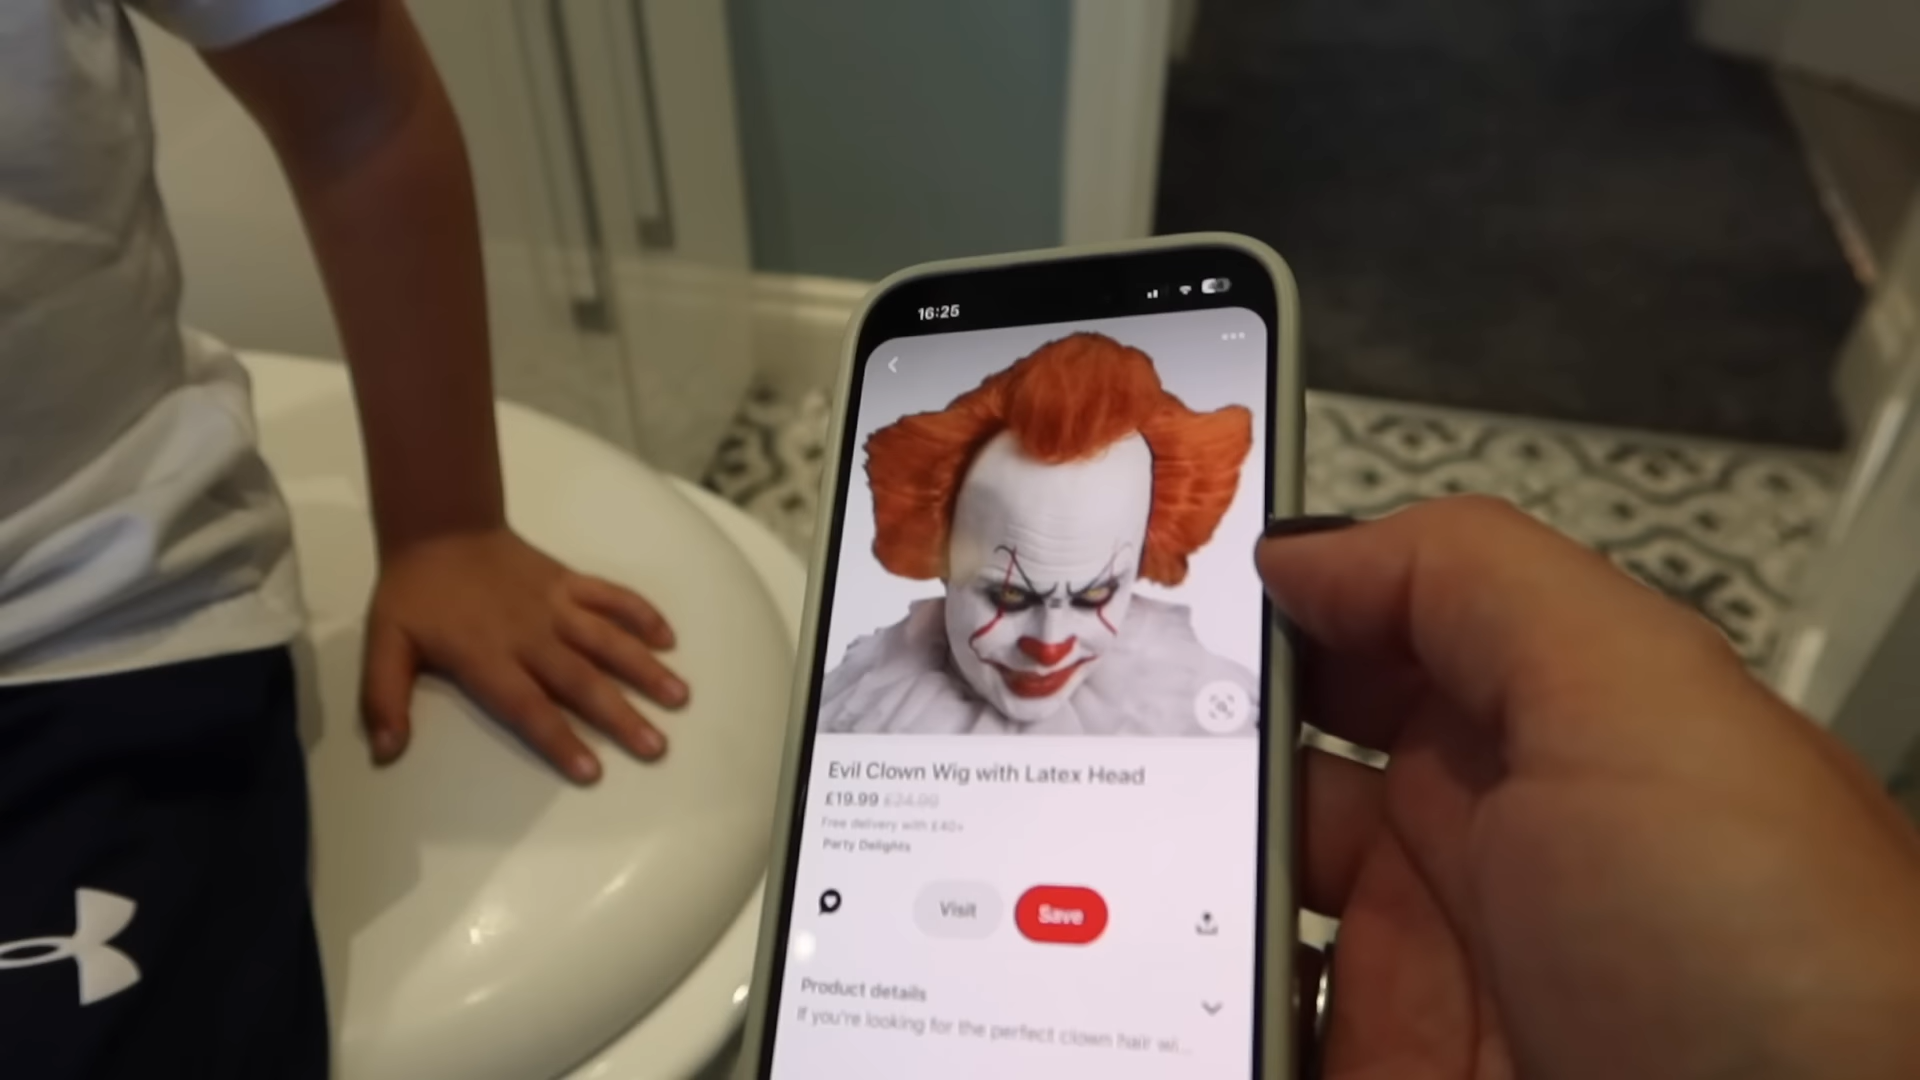 16:25
Evil Clown Wig with Latex Head
£19.99 £24.99
Free delivery with £40+
Party Delights
Visit
Save
Product details
If you're looking for the perfect clown hair wi...